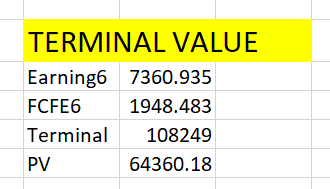 TERMINAL VALUE
Earning6 7360.935
FCFE6 1948.483
Terminal 108249
PV 64360.18